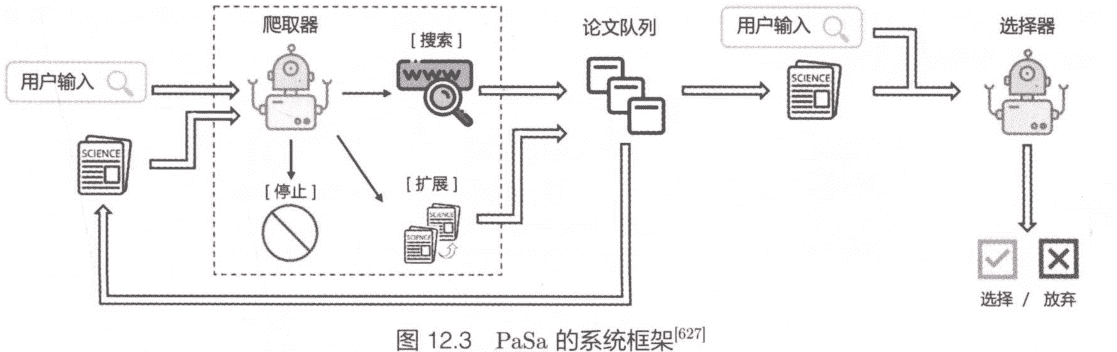 爬取器
[搜索]
论文队列
用户输入
选择器
用户输入
WWW
SCIENCE
SCIENCE
[停止]
[扩展]
SCIENCE
SCIENCE
选择 / 放弃
图 12.3 PaSa 的系统框架[627]